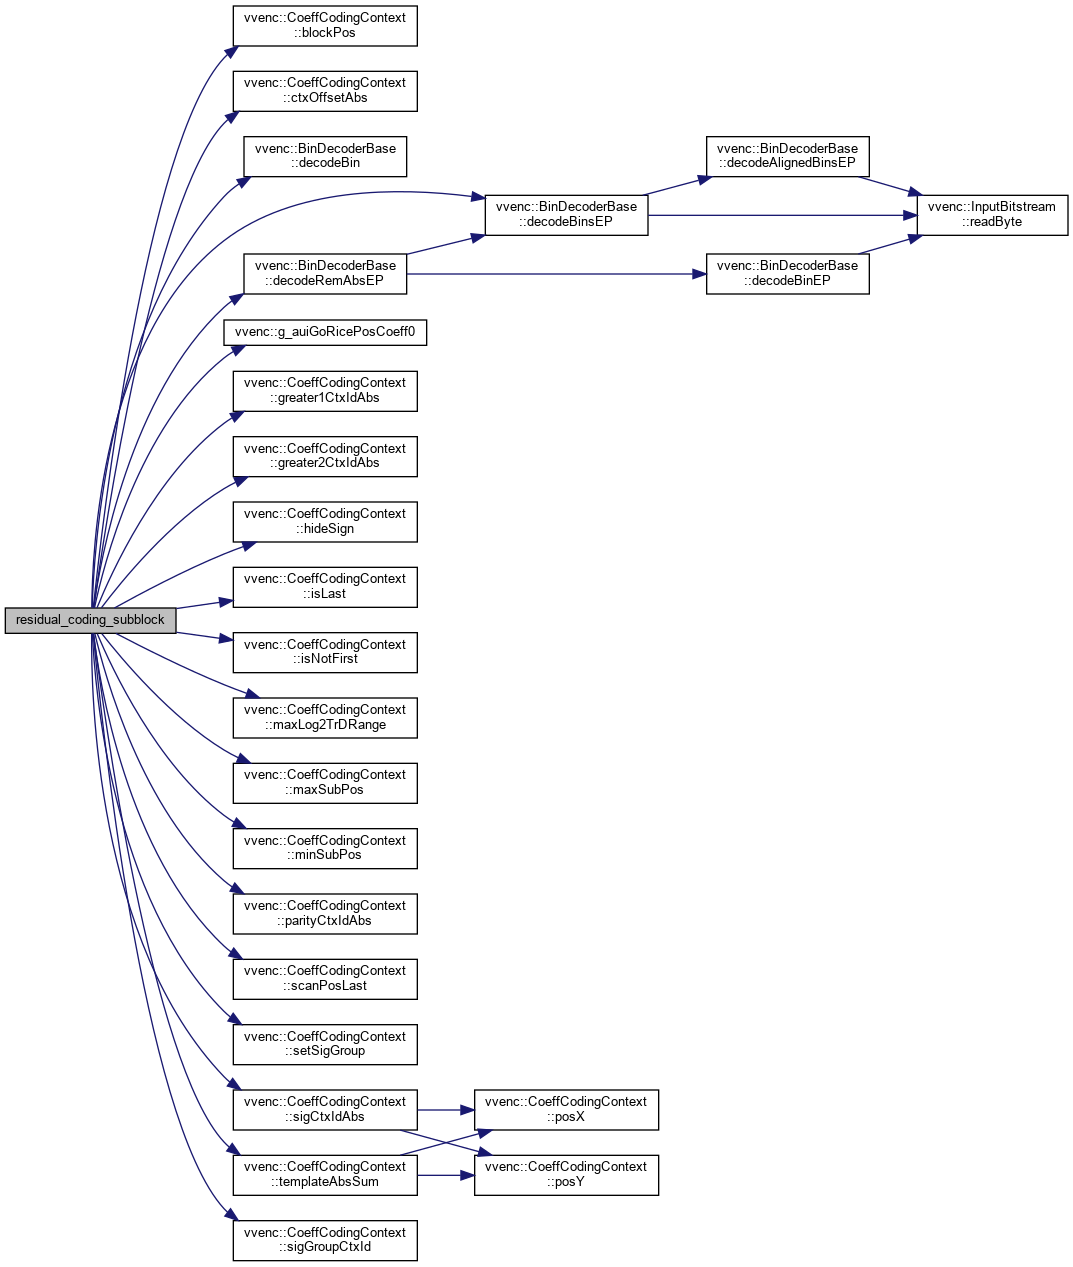 vvenc::CoeffCodingContext
::blockPos
vvenc::CoeffCodingContext
::ctxOffsetAbs
vvenc::BinDecoderBase
::decodeBin
vvenc::BinDecoderBase
::decodeAlignedBinsEP
vvenc::BinDecoderBase
::decodeBinsEP
vvenc::InputBitstream
::readByte
vvenc::BinDecoderBase
::decodeRemAbsEP
vvenc::BinDecoderBase
::decodeBinEP
vvenc::g_auiGoRicePosCoeff0
vvenc::CoeffCodingContext
::greater1CtxIdAbs
vvenc::CoeffCodingContext
::greater2CtxIdAbs
vvenc::CoeffCodingContext
::hideSign
vvenc::CoeffCodingContext
::isLast
residual_coding_subblock
vvenc::CoeffCodingContext
::isNotFirst
vvenc::CoeffCodingContext
::maxLog2TrDRange
vvenc::CoeffCodingContext
::maxSubPos
vvenc::CoeffCodingContext
::minSubPos
vvenc::CoeffCodingContext
::parityCtxIdAbs
vvenc::CoeffCodingContext
::scanPosLast
vvenc::CoeffCodingContext
::setSigGroup
vvenc::CoeffCodingContext
::sigCtxIdAbs
vvenc::CoeffCodingContext
::posX
vvenc::CoeffCodingContext
::templateAbsSum
vvenc::CoeffCodingContext
::posY
vvenc::CoeffCodingContext
::sigGroupCtxId